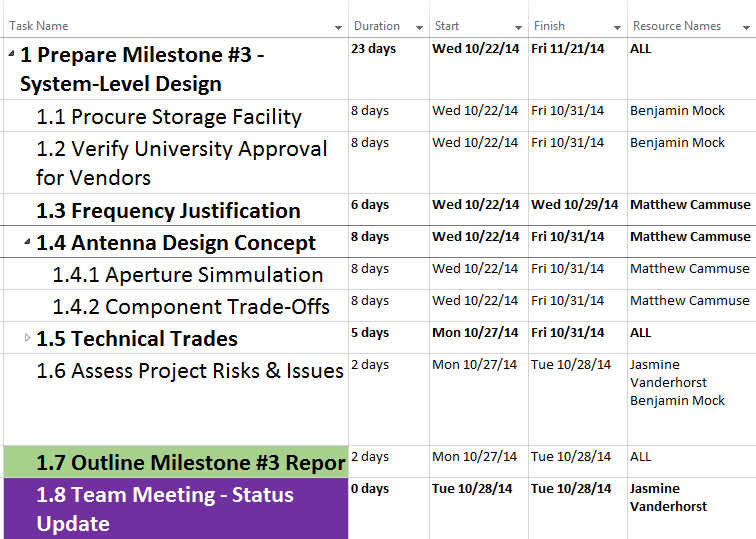 Task Name Duration Start Finish Resource Names
1 Prepare Milestone #3 - 23 days Wed 10/22/14 Fri 11/21/14 ALL
System-Level Design
1.1 Procure Storage Facility 8 days Wed 10/22/14 Fri 10/31/14 Benjamin Mock
1.2 Verify University Approval 8 days Wed 10/22/14 Fri 10/31/14 Benjamin Mock
for Vendors
1.3 Frequency Justification 6 days Wed 10/22/14 Wed 10/29/14 Matthew Cammuse
1.4 Antenna Design Concept 8 days Wed 10/22/14 Fri 10/31/14 Matthew Cammuse
1.4.1 Aperture Simmulation 8 days Wed 10/22/14 Fri 10/31/14 Matthew Cammuse
1.4.2 Component Trade-Offs 8 days Wed 10/22/14 Fri 10/31/14 Matthew Cammuse
1.5 Technical Trades 5 days Mon 10/27/14 Fri 10/31/14 ALL
1.6 Assess Project Risks & Issues 2 days Mon 10/27/14 Tue 10/28/14 Jasmine
Vanderhorst
Benjamin Mock
1.7 Outline Milestone #3 Repor 2 days Mon 10/27/14 Tue 10/28/14 ALL
1.8 Team Meeting - Status 0 days Tue 10/28/14 Tue 10/28/14 Jasmine
Update Vanderhorst